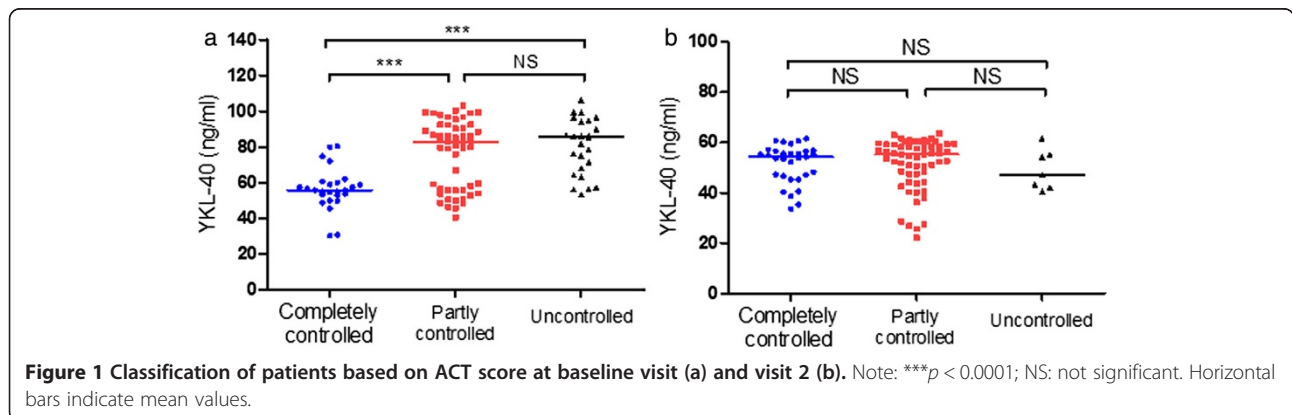 a
140
120
100
80
60
40
20
0
YKL-40 (ng/ml)
***
***
NS
Completely controlled
Partly controlled
Uncontrolled
b
100
80
60
40
20
0
YKL-40 (ng/ml)
NS
NS
NS
Completely controlled
Partly controlled
Uncontrolled
Figure 1 Classification of patients based on ACT score at baseline visit (a) and visit 2 (b). Note: ***p < 0.0001; NS: not significant. Horizontal
bars indicate mean values.